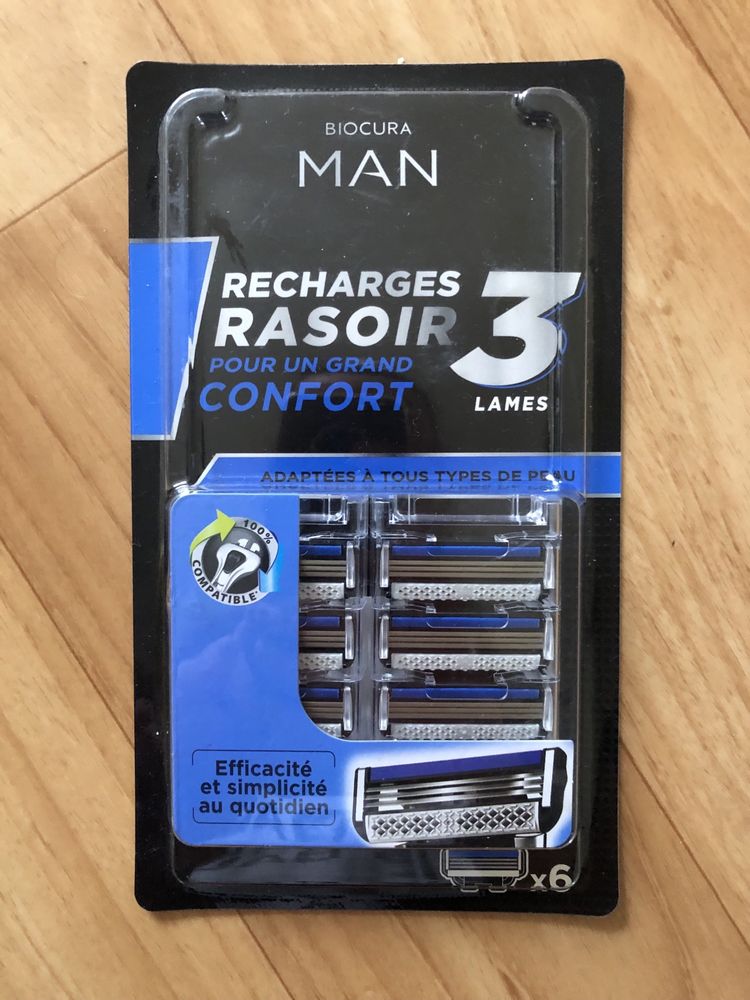 BIOCURA
MAN
RECHARGES
RASOIR 3
POUR UN GRAND
CONFORT
LAMES
ADAPTÉES À TOUS TYPES DE PEAU
100%
COMPATIBLE*
Efficacité
et simplicité
au quotidien
x6